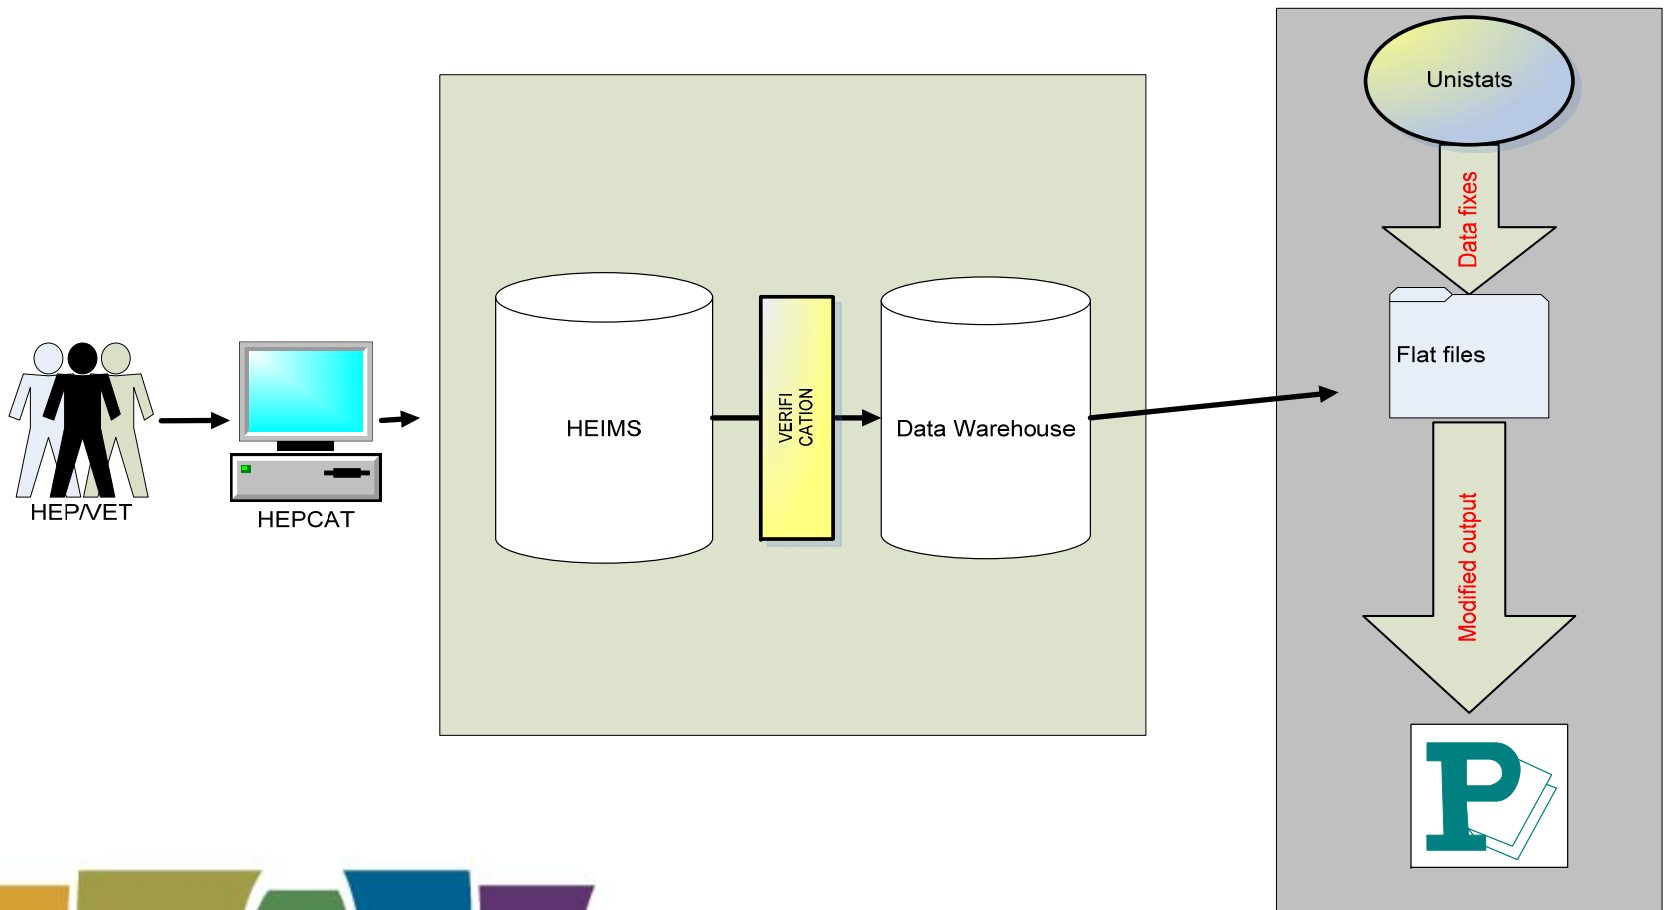 Unistats
Data fixes
Flat files
HEP/VET
HEPCAT
HEIMS
VERIFI
CATION
Data Warehouse
Modified output
P